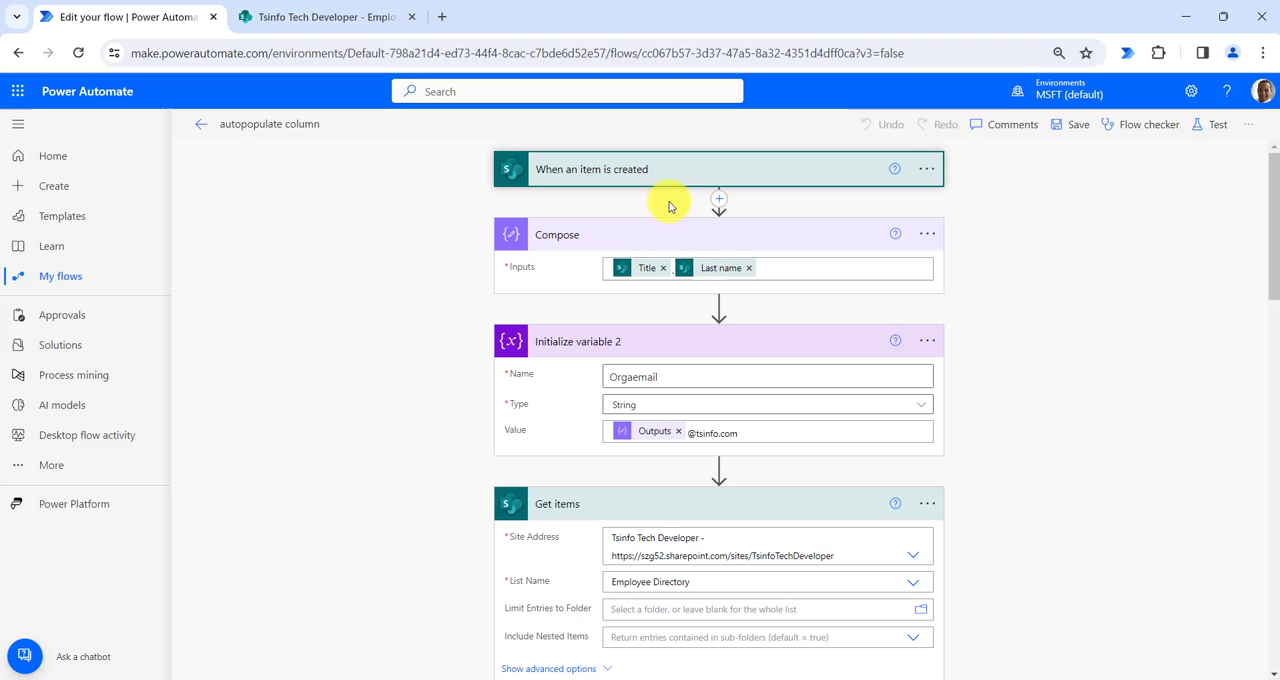 Edit your flow | Power Automa
Tsinfo Tech Developer - Emplo
make.powerautomate.com/environments/Default-798a21d4-ed73-44f4-8cac-c7bde6d52e57/flows/cc067b57-3d37-47a5-8a32-4351d4dff0ca?v3=false
Power Automate
Search
Environments
MSFT (default)
autopopulate column
Undo
Redo
Comments
Save
Flow checker
Test
Home
Create
Templates
Learn
My flows
Approvals
Solutions
Process mining
AI models
Desktop flow activity
More
Power Platform
Ask a chatbot
When an item is created
Compose
* Inputs
Title . Last name
Initialize variable 2
* Name
Orgaemail
* Type
String
Value
Outputs @tsinfo.com
Get items
* Site Address
Tsinfo Tech Developer -
https://szg52.sharepoint.com/sites/TsinfoTechDeveloper
* List Name
Employee Directory
Limit Entries to Folder
Select a folder, or leave blank for the whole list
Include Nested Items
Return entries contained in sub-folders (default = true)
Show advanced options